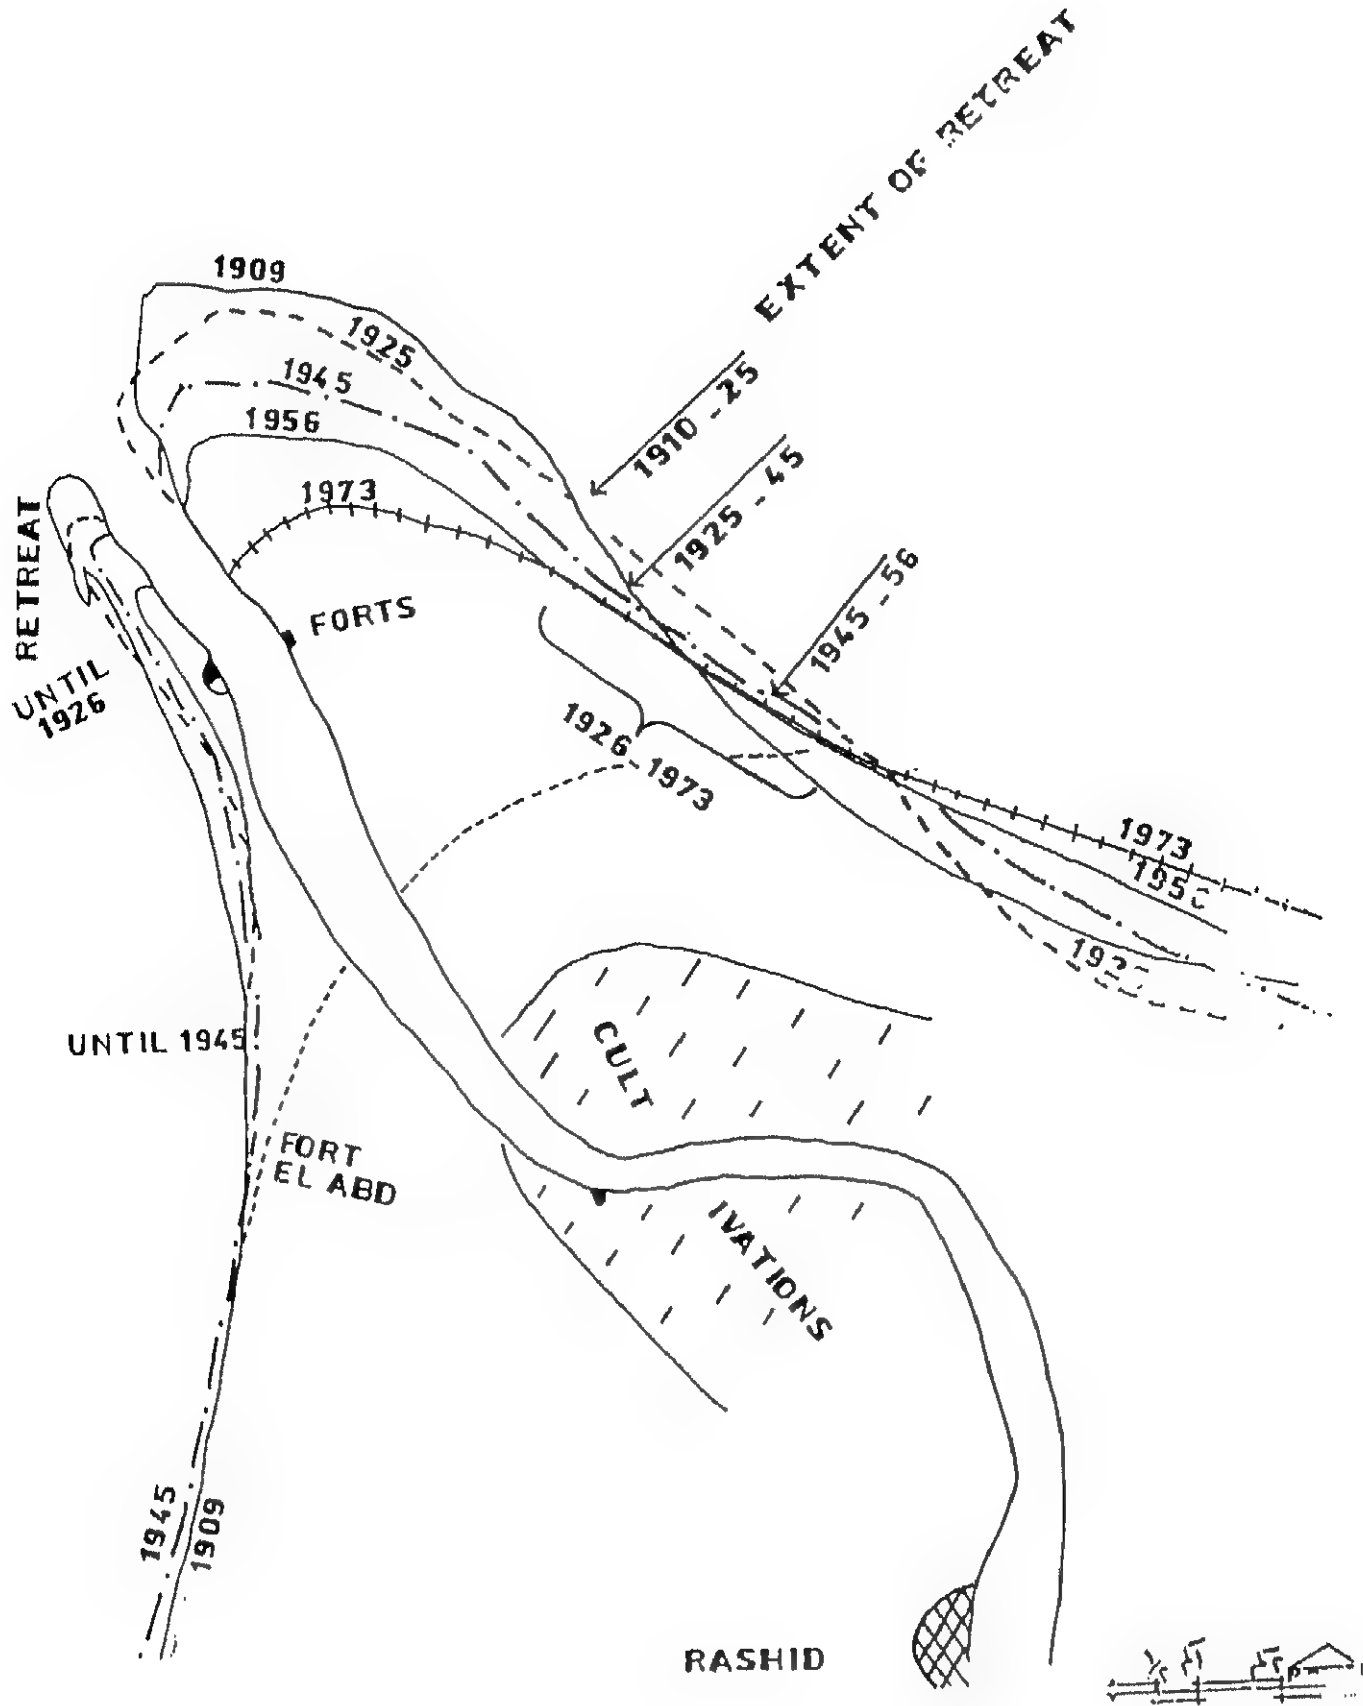 EXTENT OF RETREAT
1909
1925
1945
1956
1973
1910 - 25
1925 - 45
1945 - 56
RETREAT
UNTIL
1926
FORTS
1926 - 1973
1973
UNTIL 1945
CULT
FORT
EL ABD
IVATIONS
1945
1909
RASHID